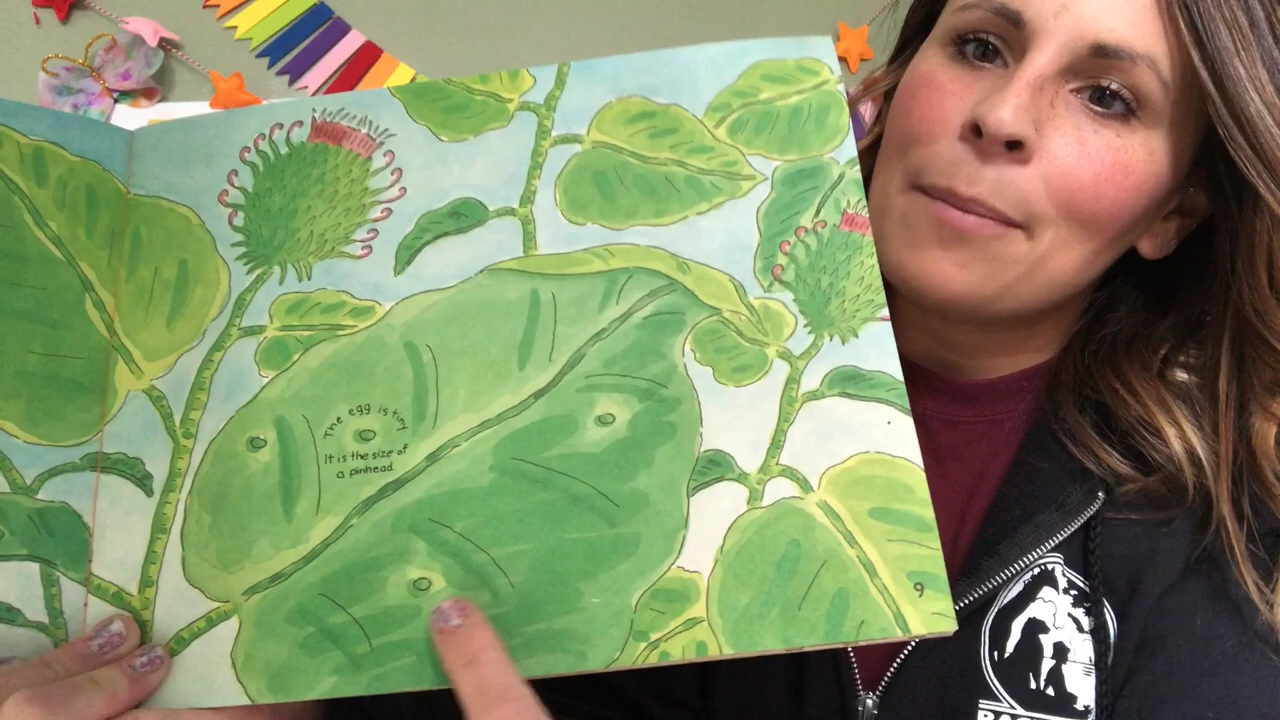 The egg is tiny
It is the size of
a pinhead.
9